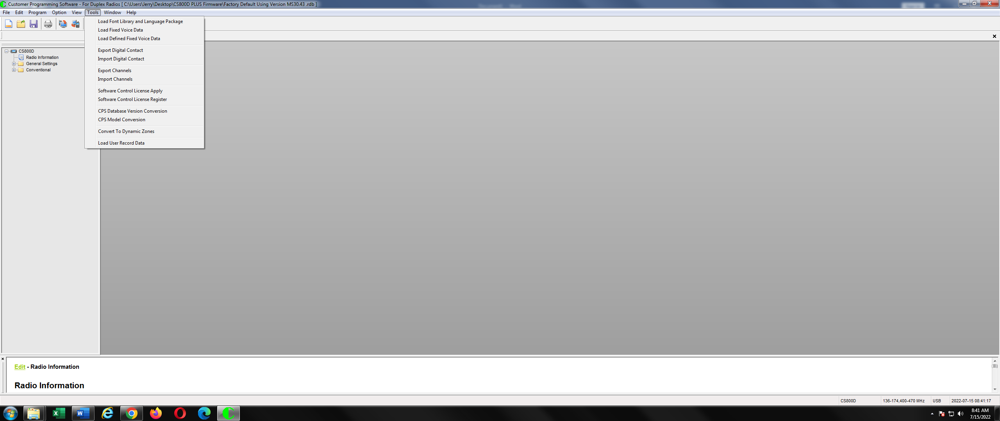 Customer Programming Software - For Duplex Radios [ C:\Users\Jerry\Desktop\CS800D PLUS Firmware\Factory Default Using Version MS30.43 .rdb ]
File Edit Program Option View Tools Window Help
Load Font Library and Language Package
Load Fixed Voice Data
Load Defined Fixed Voice Data
Export Digital Contact
Import Digital Contact
Export Channels
Import Channels
Software Control License Apply
Software Control License Register
CPS Database Version Conversion
CPS Model Conversion
Convert To Dynamic Zones
Load User Record Data
CS800D
Radio Information
General Settings
Conventional
Edit - Radio Information
Radio Information
CS800D 136-174,400-470 MHz USB 2022-07-15 08:41:17
8:41 AM
7/15/2022